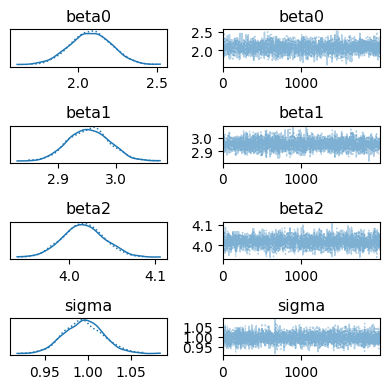 beta0 beta0
2.5
2.0
2.0 2.5 0 1000
beta1 beta1
3.0
2.9
2.9 3.0 0 1000
beta2 beta2
4.1
4.0
4.0 4.1 0 1000
sigma sigma
1.05
1.00
0.95
0.95 1.00 1.05 0 1000